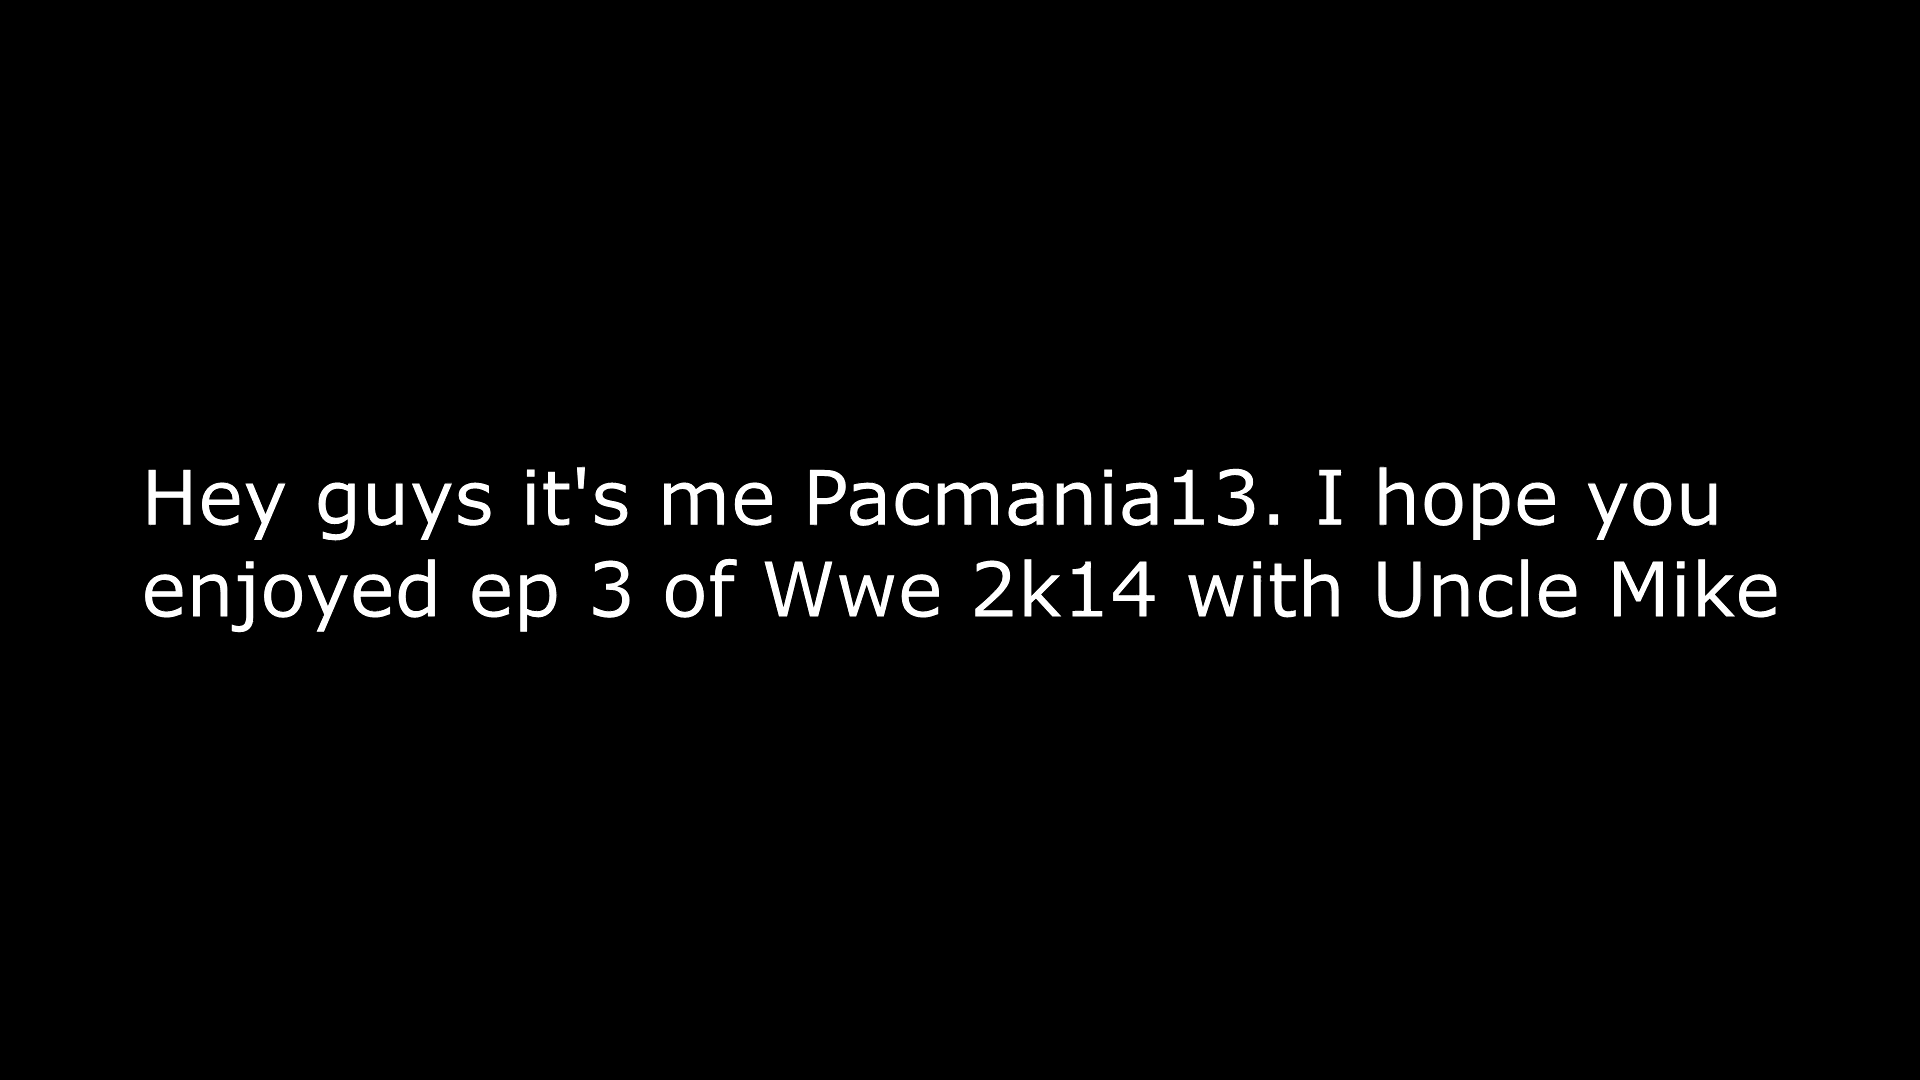 Hey guys it's me Pacmania13. I hope you
enjoyed ep 3 of Wwe 2k14 with Uncle Mike